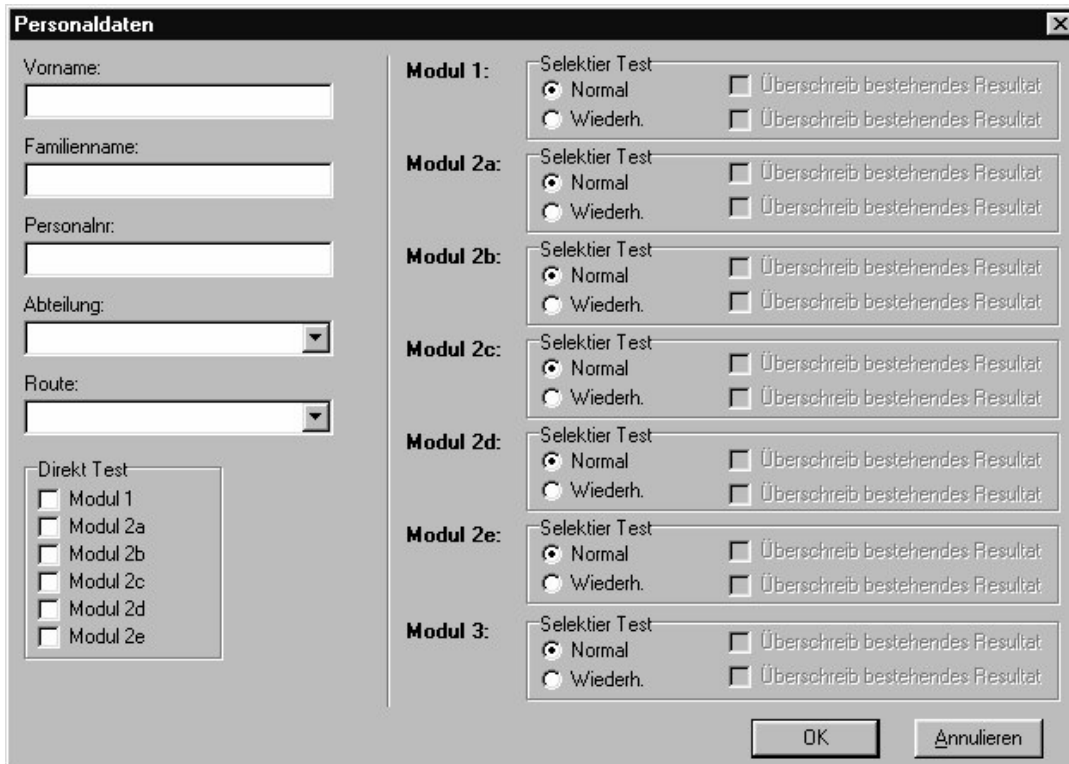 Personaldaten
Vorname:
Familienname:
Personalnr:
Abteilung:
Route:
Direkt Test
Modul 1
Modul 2a
Modul 2b
Modul 2c
Modul 2d
Modul 2e
Modul 1:
Selektier Test
Normal
Überschreib bestehendes Resultat
Wiederh.
Überschreib bestehendes Resultat
Modul 2a:
Selektier Test
Normal
Überschreib bestehendes Resultat
Wiederh.
Überschreib bestehendes Resultat
Modul 2b:
Selektier Test
Normal
Überschreib bestehendes Resultat
Wiederh.
Überschreib bestehendes Resultat
Modul 2c:
Selektier Test
Normal
Überschreib bestehendes Resultat
Wiederh.
Überschreib bestehendes Resultat
Modul 2d:
Selektier Test
Normal
Überschreib bestehendes Resultat
Wiederh.
Überschreib bestehendes Resultat
Modul 2e:
Selektier Test
Normal
Überschreib bestehendes Resultat
Wiederh.
Überschreib bestehendes Resultat
Modul 3:
Selektier Test
Normal
Überschreib bestehendes Resultat
Wiederh.
Überschreib bestehendes Resultat
OK
Annulieren